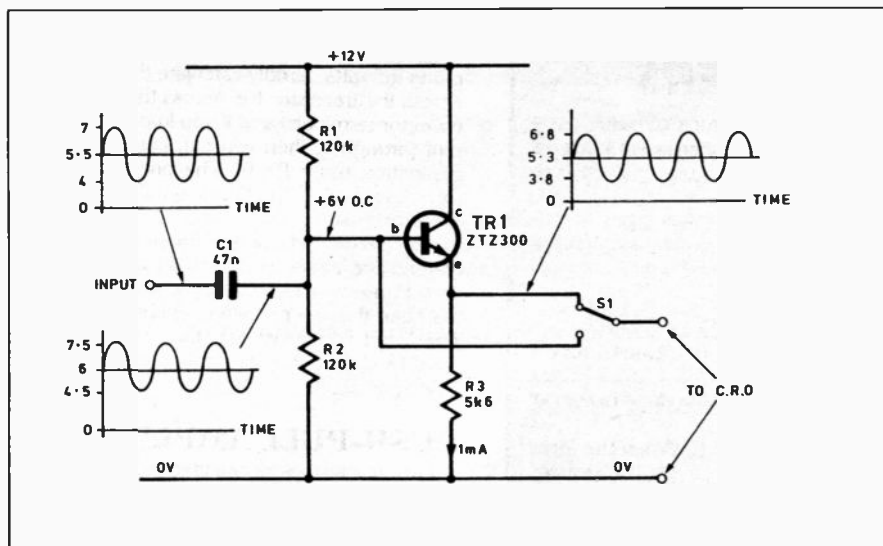 +12V
7
5·5
4
0
TIME
R1
120k
6·8
5·3
3·8
0
TIME
+6V O.C
TR1
ZTZ300
b
c
e
C1
47n
INPUT
S1
7·5
6
4·5
0
TIME
R2
120k
R3
5k6
TO C.R.O
1mA
0V
0V